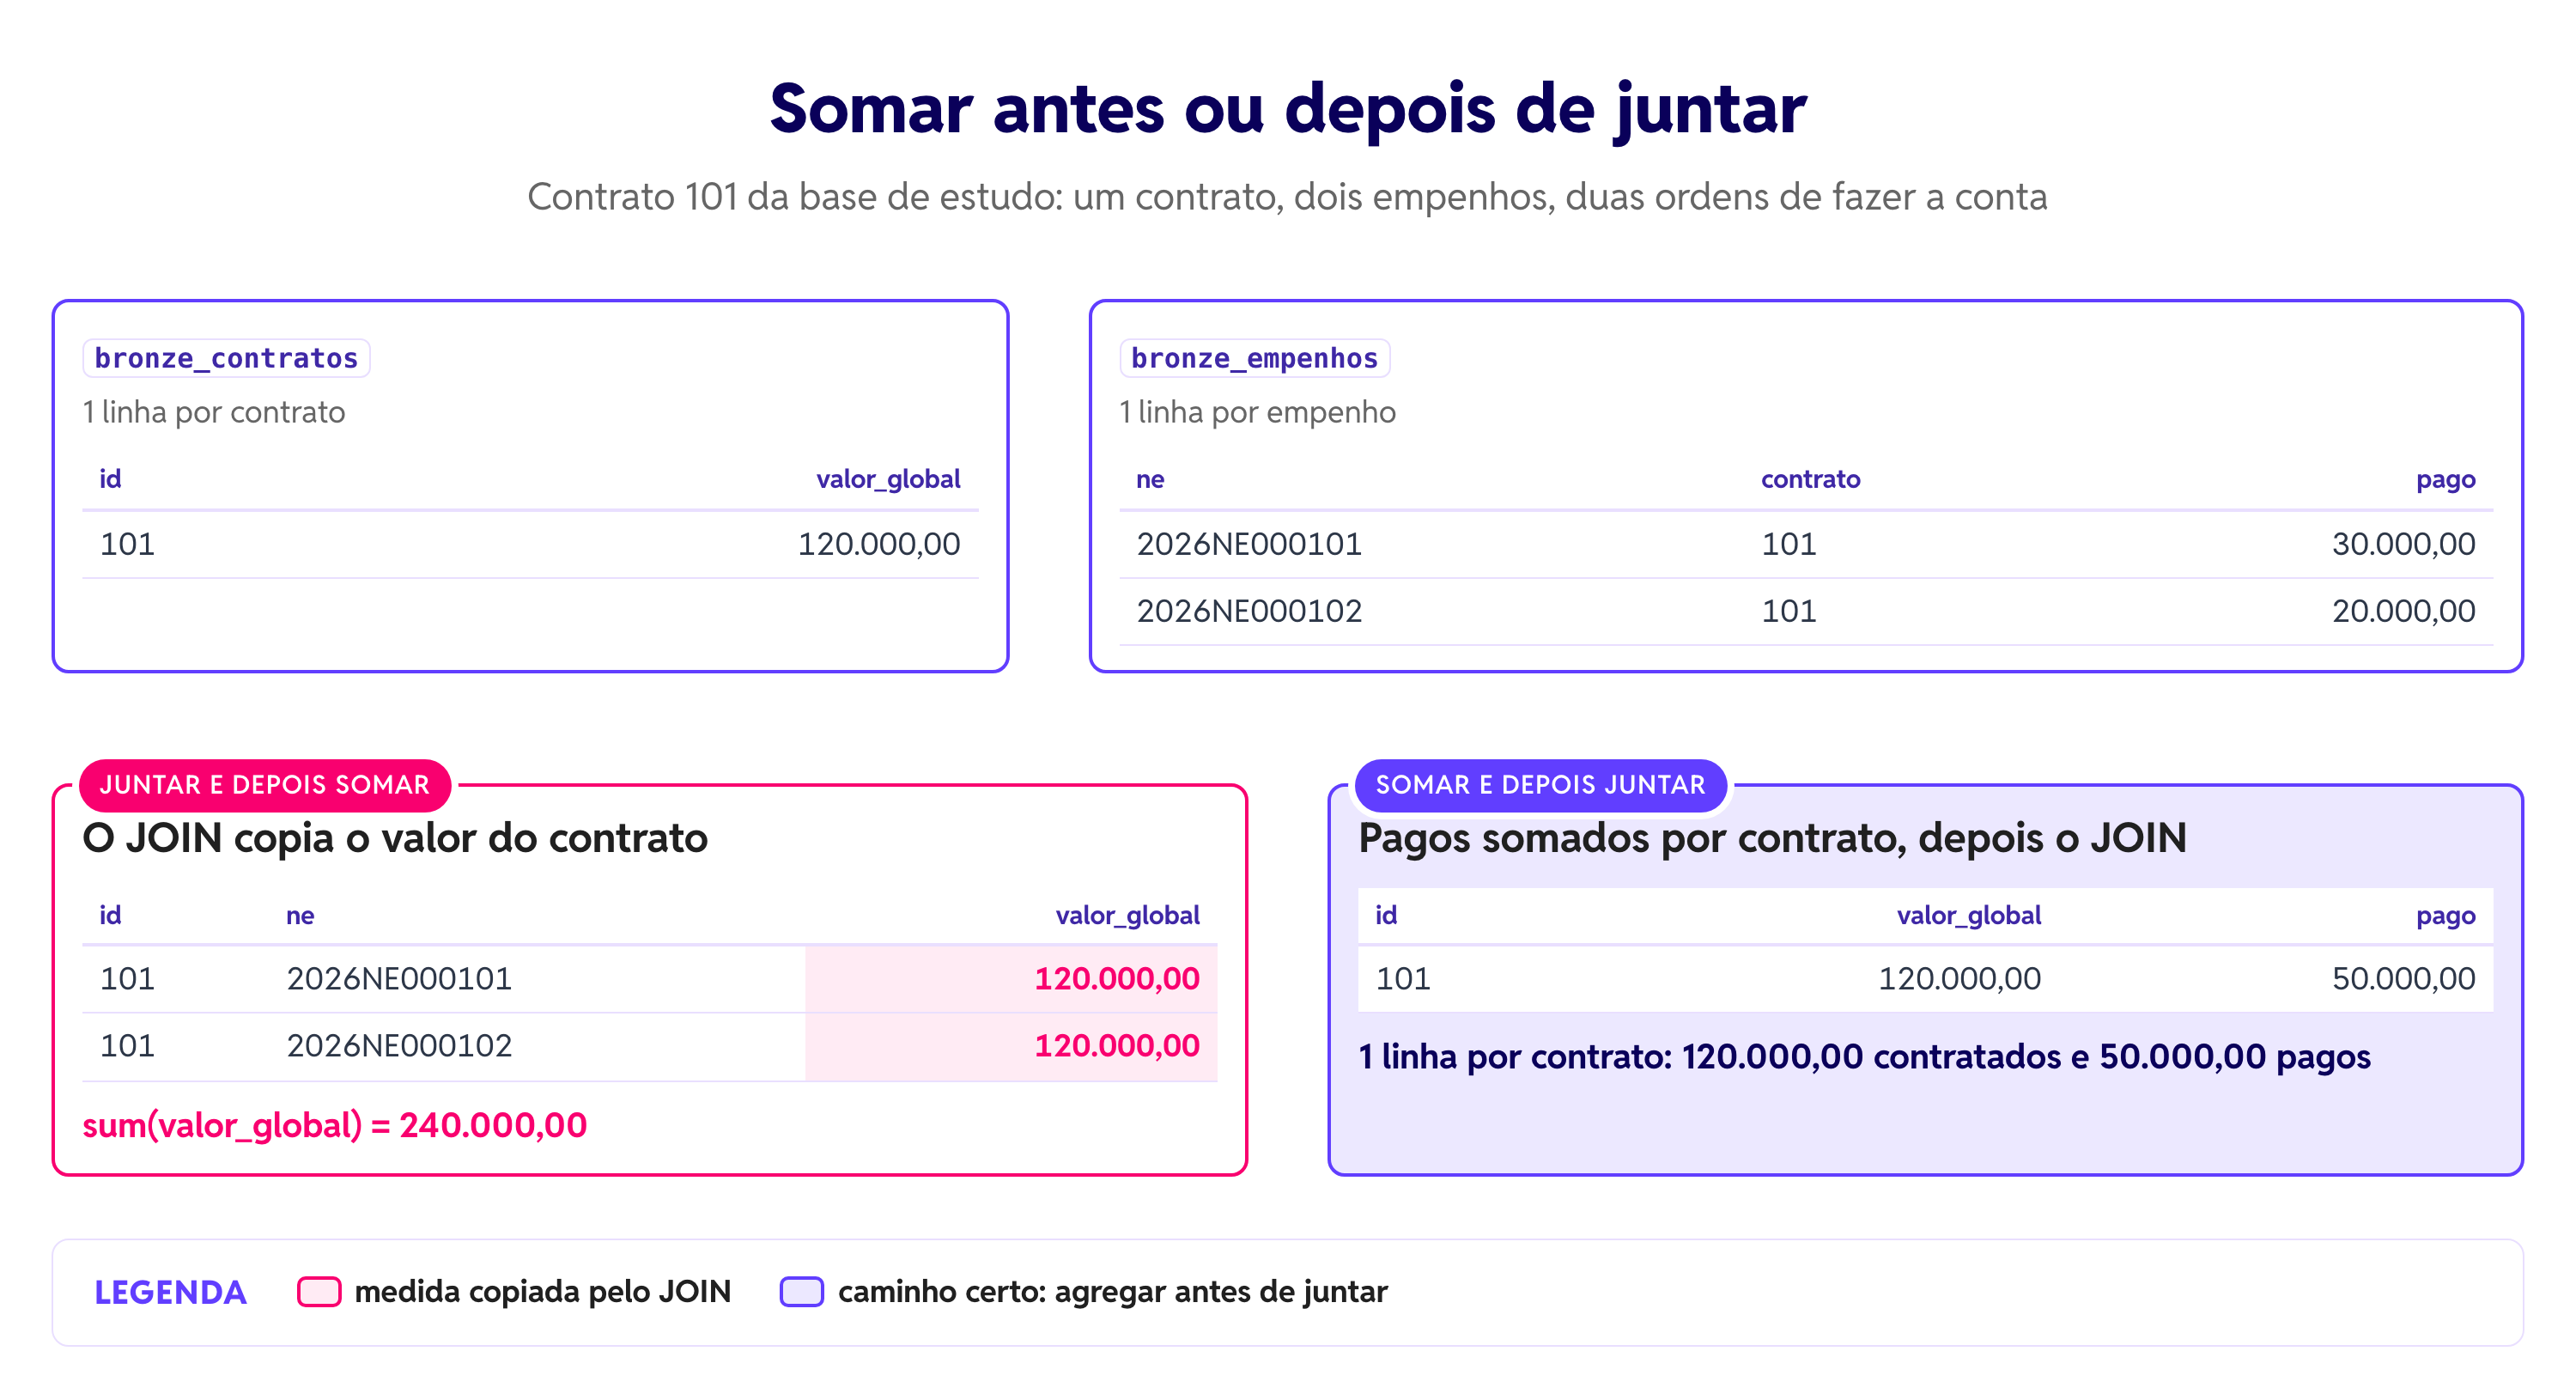 Somar antes ou depois de juntar
Contrato 101 da base de estudo: um contrato, dois empenhos, duas ordens de fazer a conta
bronze_contratos
1 linha por contrato
id valor_global
101 120.000,00
bronze_empenhos
1 linha por empenho
ne contrato pago
2026NE000101 101 30.000,00
2026NE000102 101 20.000,00
JUNTAR E DEPOIS SOMAR
O JOIN copia o valor do contrato
id ne valor_global
101 2026NE000101 120.000,00
101 2026NE000102 120.000,00
sum(valor_global) = 240.000,00
SOMAR E DEPOIS JUNTAR
Pagos somados por contrato, depois o JOIN
id valor_global pago
101 120.000,00 50.000,00
1 linha por contrato: 120.000,00 contratados e 50.000,00 pagos
LEGENDA medida copiada pelo JOIN caminho certo: agregar antes de juntar